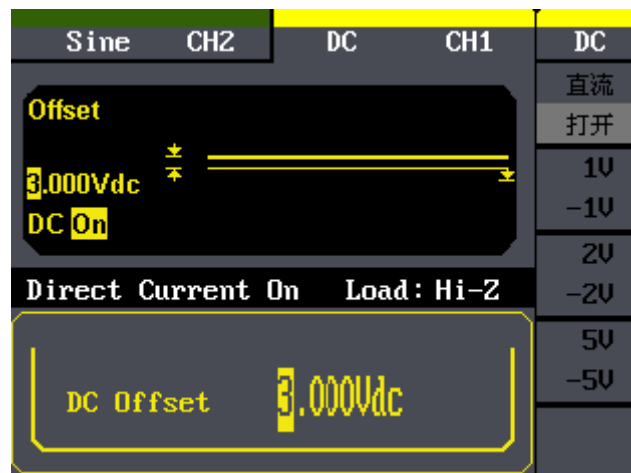 Sine CH2 DC CH1 DC
直流
打开
Offset
3.000Vdc
DC On
1V
-1V
2V
-2V
5V
-5V
Direct Current On Load: Hi-Z
DC Offset 3.000Vdc